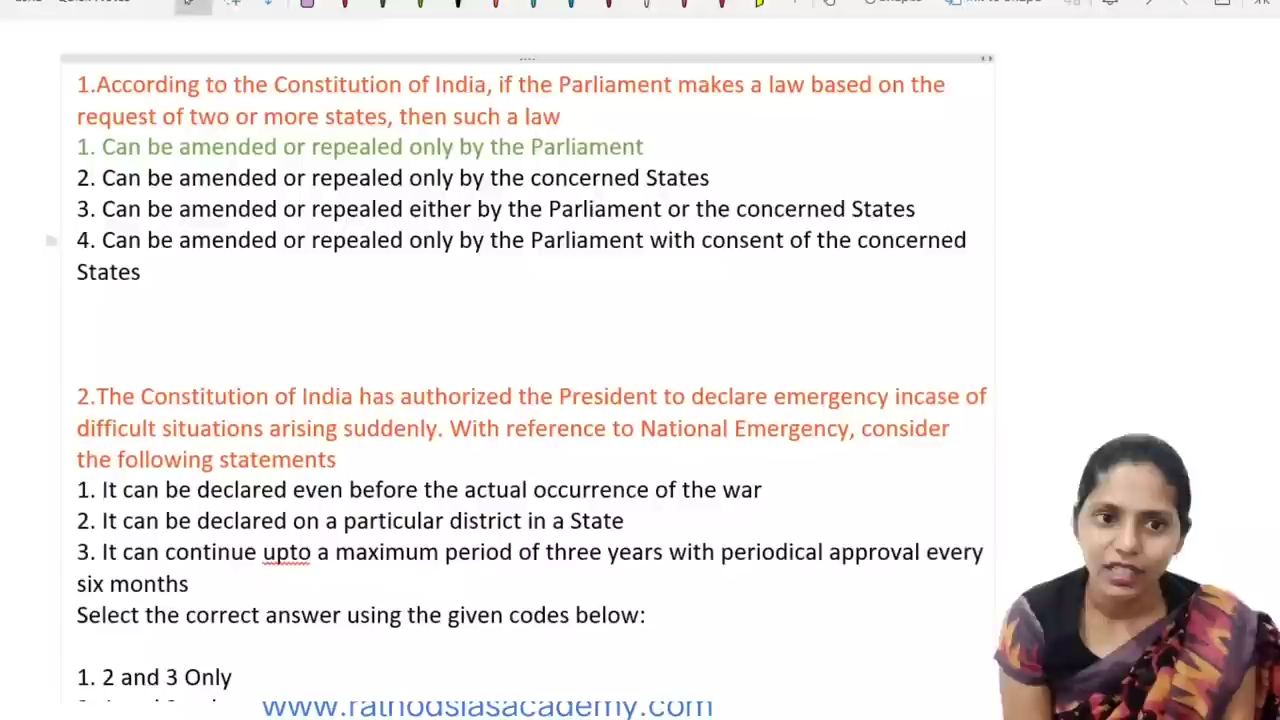 1.According to the Constitution of India, if the Parliament makes a law based on the
request of two or more states, then such a law
1. Can be amended or repealed only by the Parliament
2. Can be amended or repealed only by the concerned States
3. Can be amended or repealed either by the Parliament or the concerned States
4. Can be amended or repealed only by the Parliament with consent of the concerned
States
2.The Constitution of India has authorized the President to declare emergency incase of
difficult situations arising suddenly. With reference to National Emergency, consider
the following statements
1. It can be declared even before the actual occurrence of the war
2. It can be declared on a particular district in a State
3. It can continue upto a maximum period of three years with periodical approval every
six months
Select the correct answer using the given codes below:
1. 2 and 3 Only
www.rathodsiasacademy.com